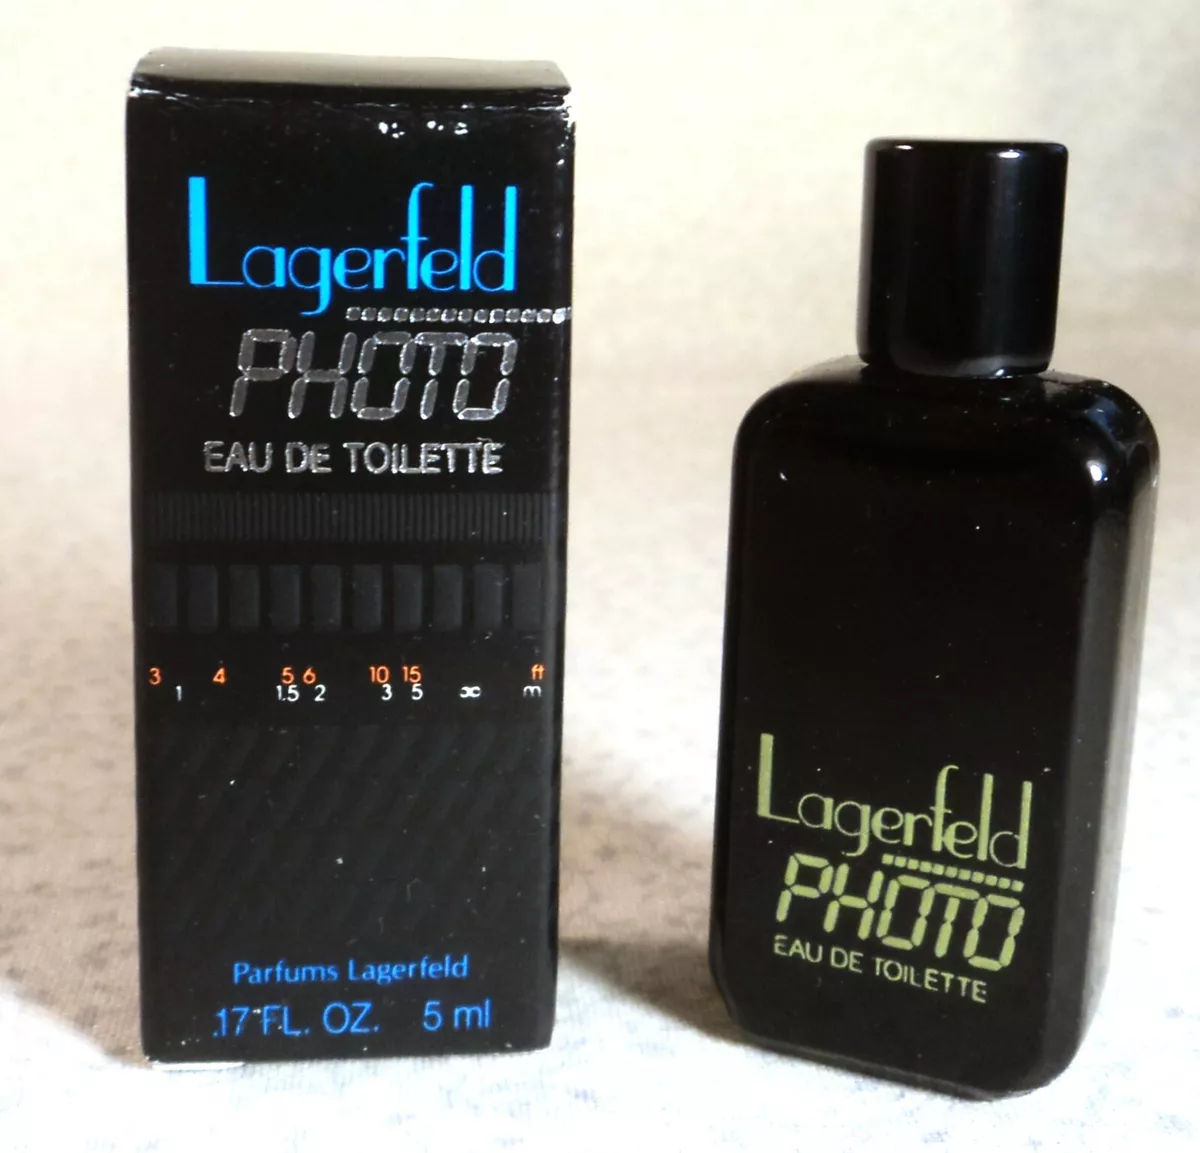 Lagerfeld
PHOTO
EAU DE TOILETTE
3 4 5 6 10 15 ft
1 1.5 2 3 5 ∞ m
Parfums Lagerfeld
.17 FL. OZ. 5 ml
Lagerfeld
PHOTO
EAU DE TOILETTE